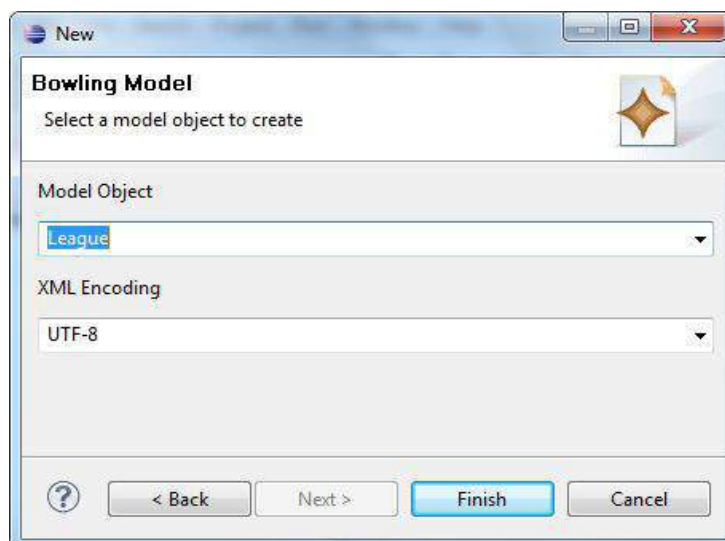 New
Bowling Model
Select a model object to create
Model Object
League
XML Encoding
UTF-8
?
< Back
Next >
Finish
Cancel